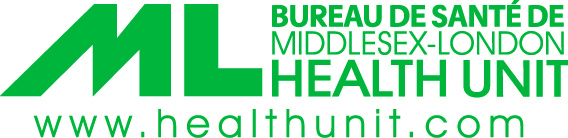 ML
BUREAU DE SANTÉ DE
MIDDLESEX-LONDON
HEALTH UNIT
www.healthunit.com